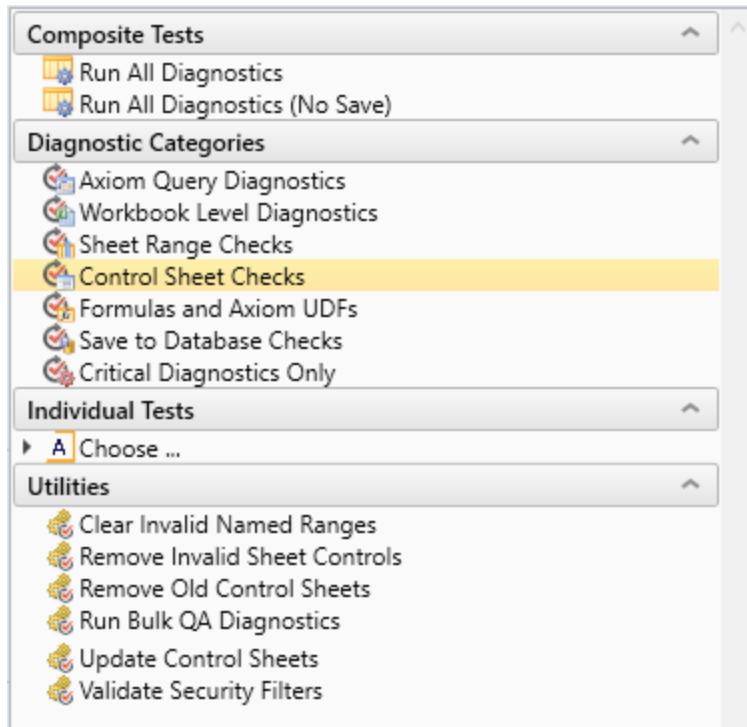 Composite Tests
Run All Diagnostics
Run All Diagnostics (No Save)
Diagnostic Categories
Axiom Query Diagnostics
Workbook Level Diagnostics
Sheet Range Checks
Control Sheet Checks
Formulas and Axiom UDFs
Save to Database Checks
Critical Diagnostics Only
Individual Tests
A Choose ...
Utilities
Clear Invalid Named Ranges
Remove Invalid Sheet Controls
Remove Old Control Sheets
Run Bulk QA Diagnostics
Update Control Sheets
Validate Security Filters